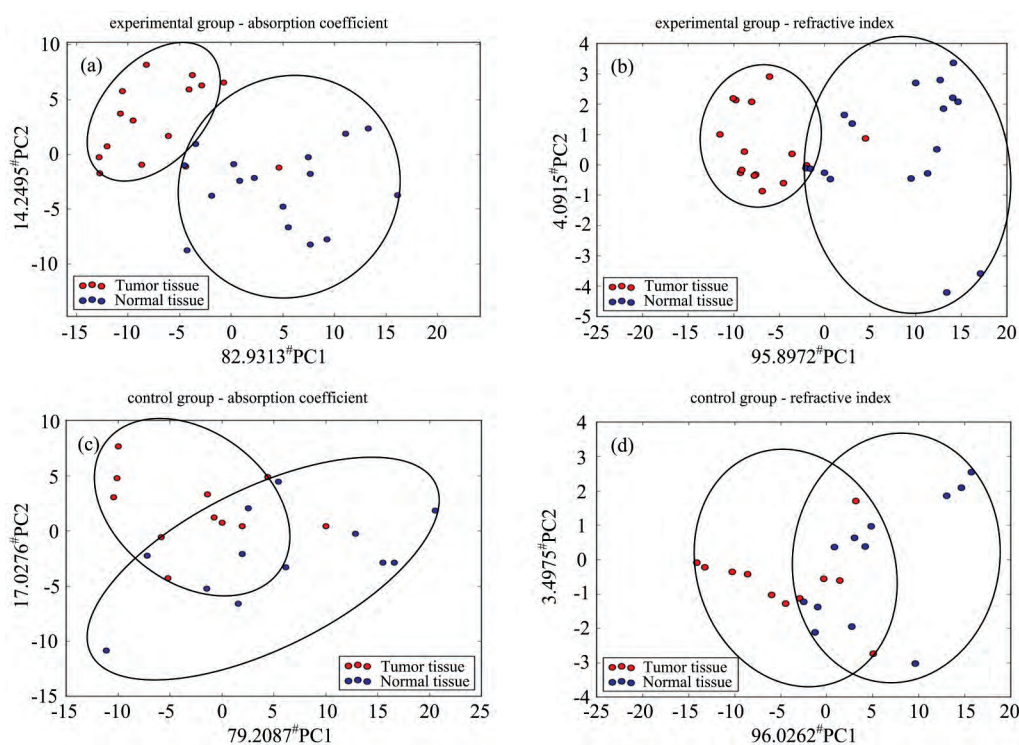 experimental group - absorption coefficient
(a)
10
5
0
-5
-10
14.2495#PC2
Tumor tissue
Normal tissue
-15 -10 -5 0 5 10 15 20
82.9313#PC1
experimental group - refractive index
(b)
4
3
2
1
0
-1
-2
-3
-4
-5
4.0915#PC2
Tumor tissue
Normal tissue
-25 -20 -15 -10 -5 0 5 10 15 20
95.8972#PC1
control group - absorption coefficient
(c)
10
5
0
-5
-10
-15
17.0276#PC2
Tumor tissue
Normal tissue
-15 -10 -5 0 5 10 15 20 25
79.2087#PC1
control group - refractive index
(d)
4
3
2
1
0
-1
-2
-3
-4
3.4975#PC2
Tumor tissue
Normal tissue
-25 -20 -15 -10 -5 0 5 10 15 20
96.0262#PC1